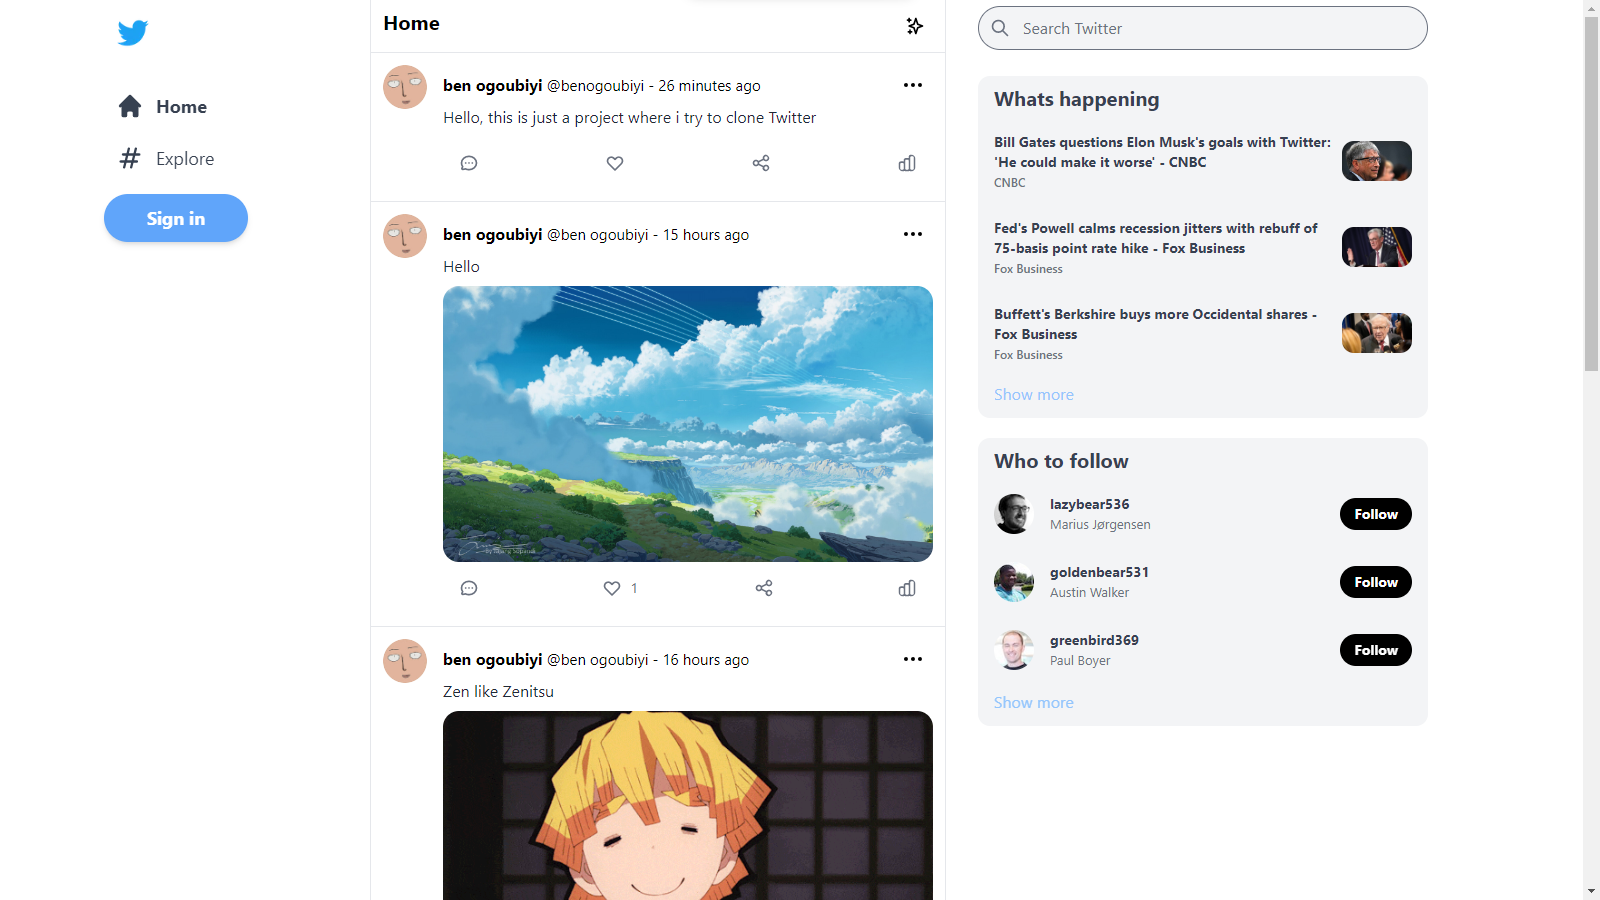 Home
Explore
Sign in
Home
ben ogoubiyi @benogoubiyi - 26 minutes ago
Hello, this is just a project where i try to clone Twitter
ben ogoubiyi @ben ogoubiyi - 15 hours ago
Hello
1
ben ogoubiyi @ben ogoubiyi - 16 hours ago
Zen like Zenitsu
Search Twitter
Whats happening
Bill Gates questions Elon Musk's goals with Twitter:
'He could make it worse' - CNBC
CNBC
Fed's Powell calms recession jitters with rebuff of
75-basis point rate hike - Fox Business
Fox Business
Buffett's Berkshire buys more Occidental shares -
Fox Business
Fox Business
Show more
Who to follow
lazybear536
Marius Jørgensen
Follow
goldenbear531
Austin Walker
Follow
greenbird369
Paul Boyer
Follow
Show more